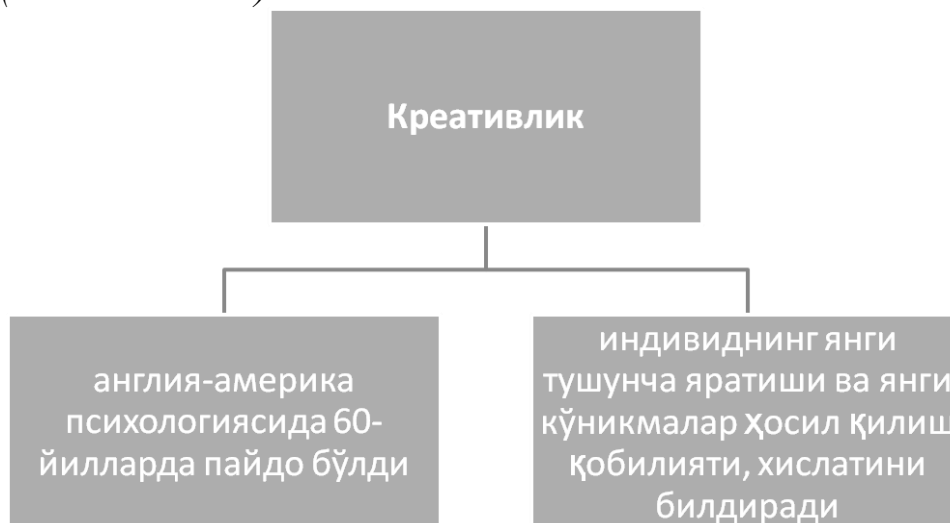 Креативлик
англия-америка
психологиясида 60-
йилларда пайдо бўлди
индивиднинг янги
тушунча яратиши ва янги
кўникмалар ҳосил қилиш
қобилияти, хислатини
билдиради